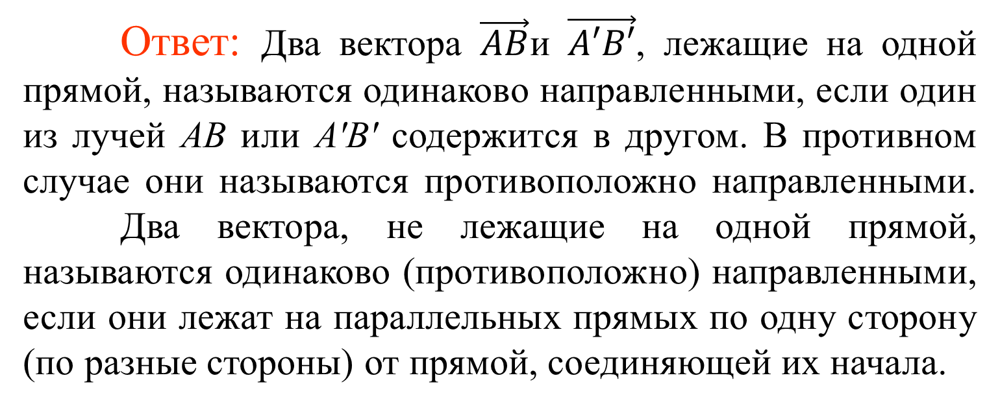 Ответ: Два вектора $\overrightarrow{AB}$и $\overrightarrow{A'B'}$, лежащие на одной
прямой, называются одинаково направленными, если один
из лучей AB или A'B' содержится в другом. В противном
случае они называются противоположно направленными.
Два вектора, не лежащие на одной прямой,
называются одинаково (противоположно) направленными,
если они лежат на параллельных прямых по одну сторону
(по разные стороны) от прямой, соединяющей их начала.